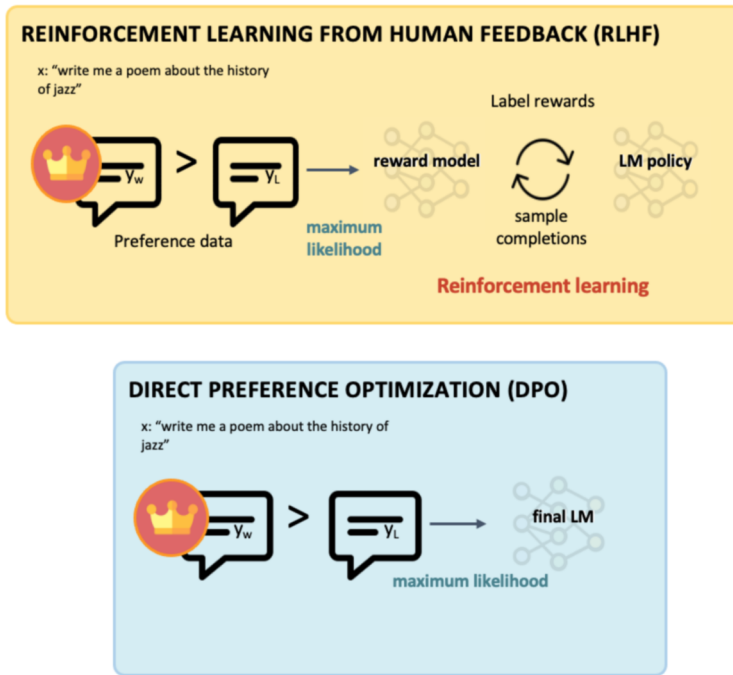 REINFORCEMENT LEARNING FROM HUMAN FEEDBACK (RLHF)
x: “write me a poem about the history
of jazz”
Label rewards
yw
>
yL
reward model
LM policy
Preference data
maximum
likelihood
sample
completions
Reinforcement learning
DIRECT PREFERENCE OPTIMIZATION (DPO)
x: “write me a poem about the history of
jazz”
yw
>
yL
final LM
maximum likelihood